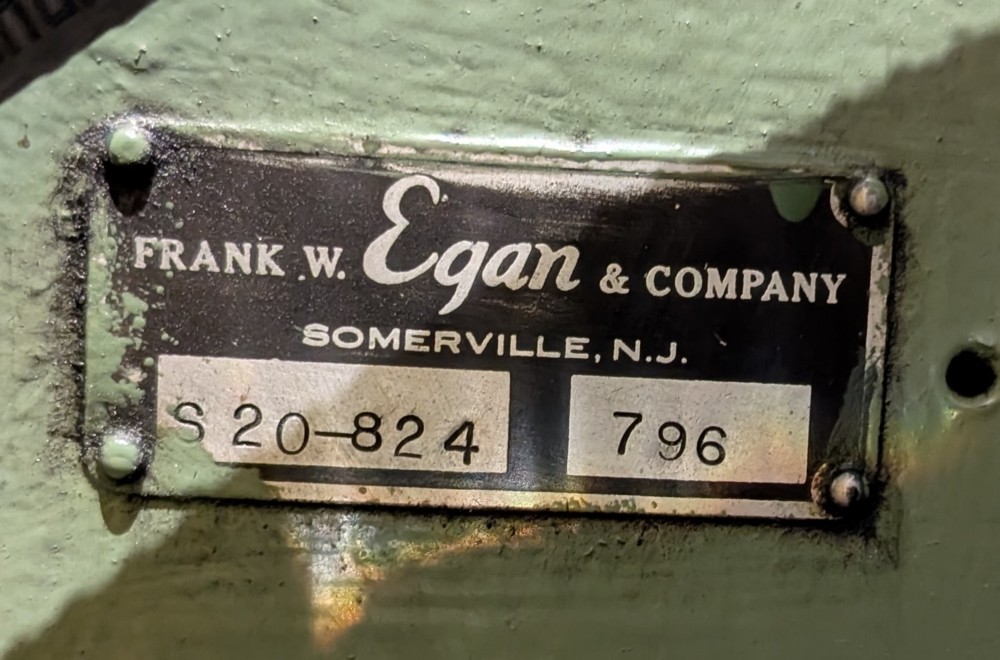 FRANK W. Egan & COMPANY
SOMERVILLE, N.J.
S 20-824 796